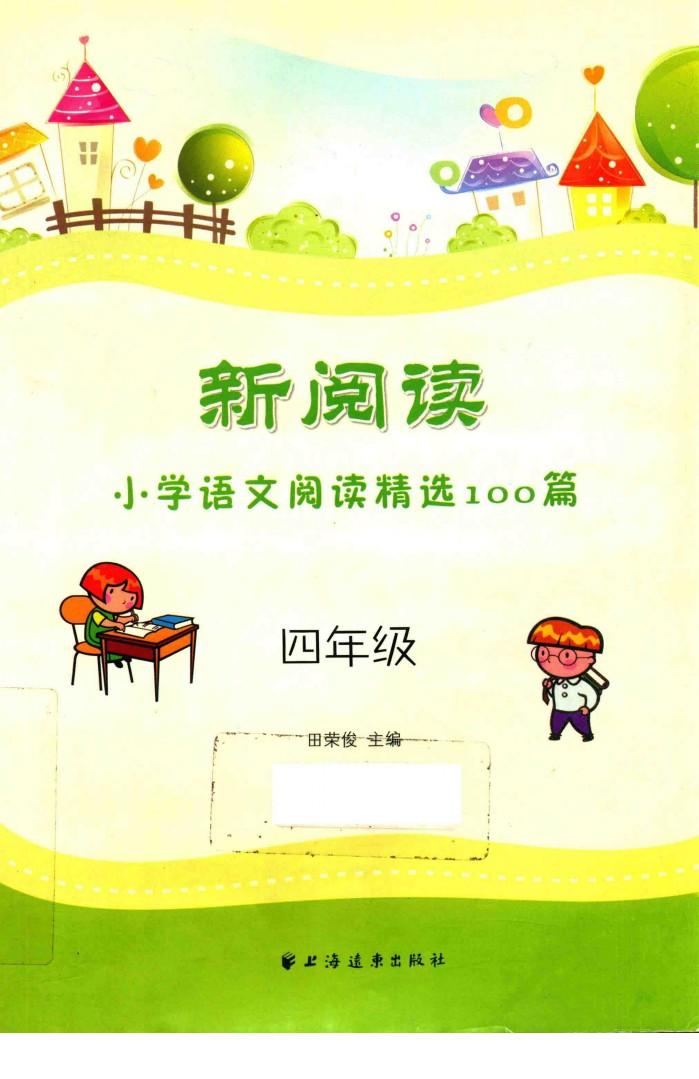 新阅读
小学语文阅读精选100篇
四年级
田荣俊 主编
上海远东出版社